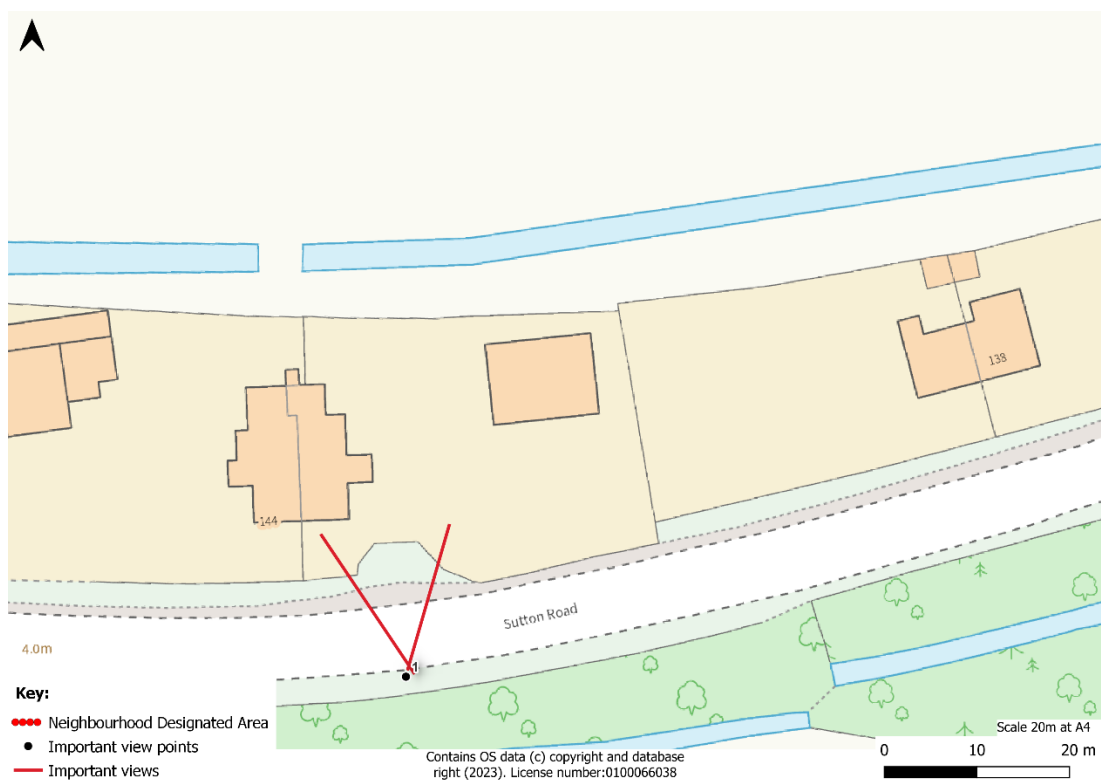 138
144
Sutton Road
1
4.0m
Key:
Neighbourhood Designated Area
Important view points
Important views
Contains OS data (c) copyright and database
right (2023). License number:0100066038
Scale 20m at A4
0 10 20 m